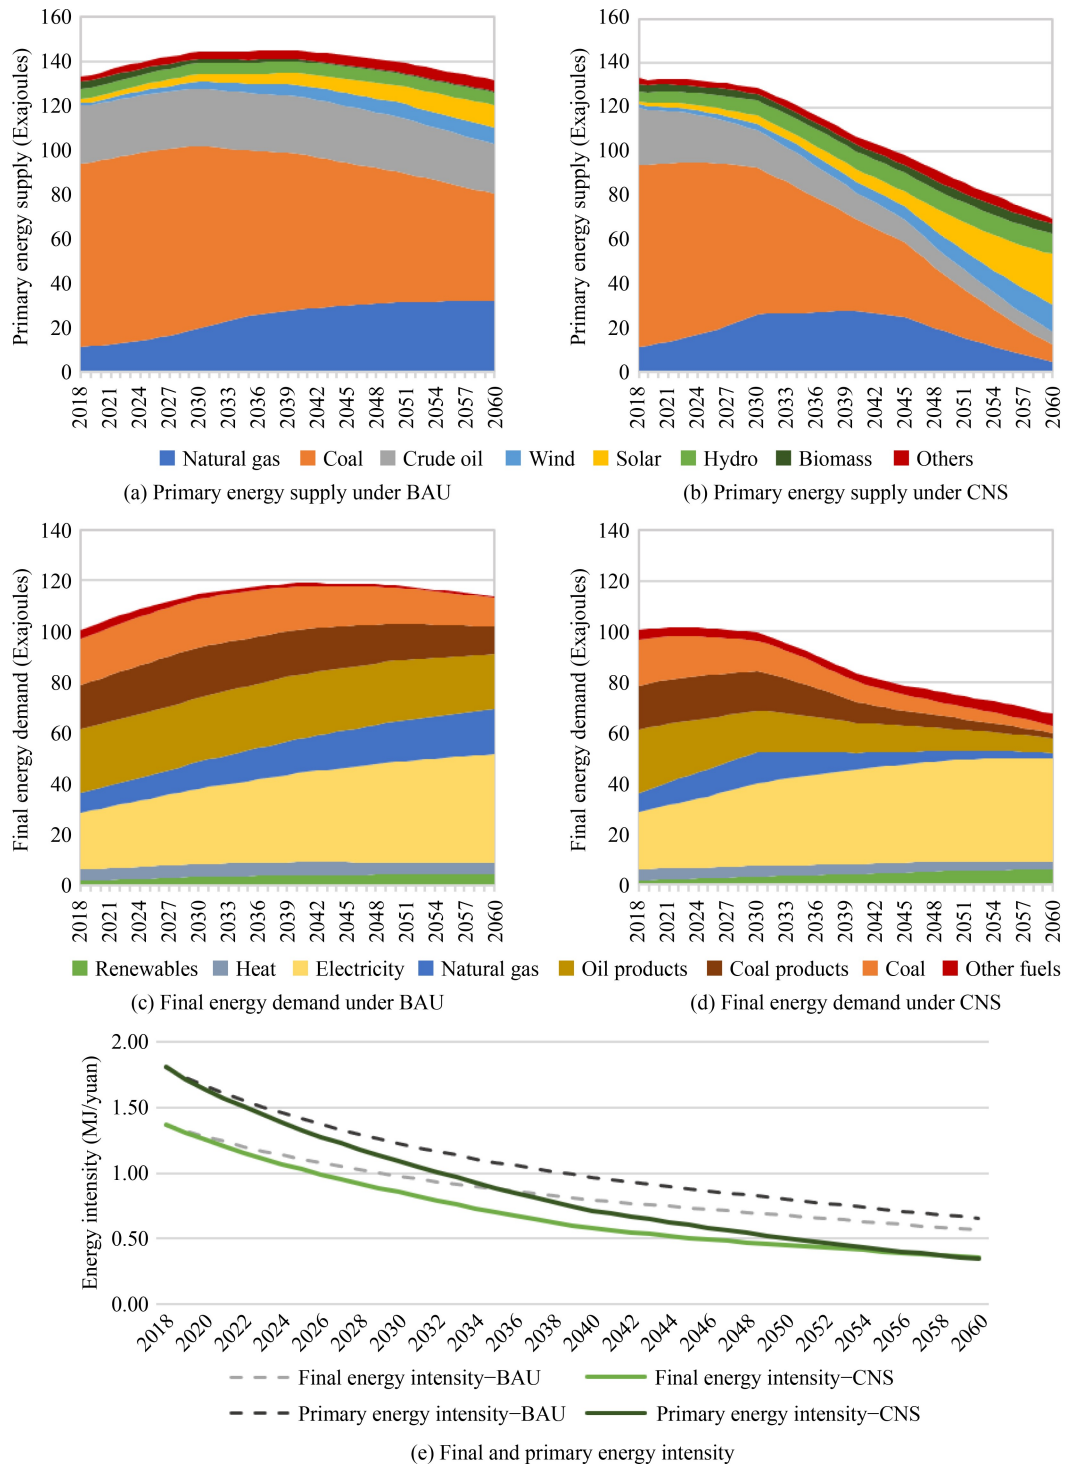 160
140
120
100
80
60
40
20
0
Primary energy supply (Exajoules)
2018 2021 2024 2027 2030 2033 2036 2039 2042 2045 2048 2051 2054 2057 2060
160
140
120
100
80
60
40
20
0
Primary energy supply (Exajoules)
2018 2021 2024 2027 2030 2033 2036 2039 2042 2045 2048 2051 2054 2057 2060
Natural gas Coal Crude oil Wind Solar Hydro Biomass Others
(a) Primary energy supply under BAU
(b) Primary energy supply under CNS
140
120
100
80
60
40
20
0
Final energy demand (Exajoules)
2018 2021 2024 2027 2030 2033 2036 2039 2042 2045 2048 2051 2054 2057 2060
140
120
100
80
60
40
20
0
Final energy demand (Exajoules)
2018 2021 2024 2027 2030 2033 2036 2039 2042 2045 2048 2051 2054 2057 2060
Renewables Heat Electricity Natural gas Oil products Coal products Coal Other fuels
(c) Final energy demand under BAU
(d) Final energy demand under CNS
2.00
1.50
1.00
0.50
0.00
Energy intensity (MJ/yuan)
2018 2020 2022 2024 2026 2028 2030 2032 2034 2036 2038 2040 2042 2044 2046 2048 2050 2052 2054 2056 2058 2060
Final energy intensity−BAU Final energy intensity−CNS
Primary energy intensity−BAU Primary energy intensity−CNS
(e) Final and primary energy intensity